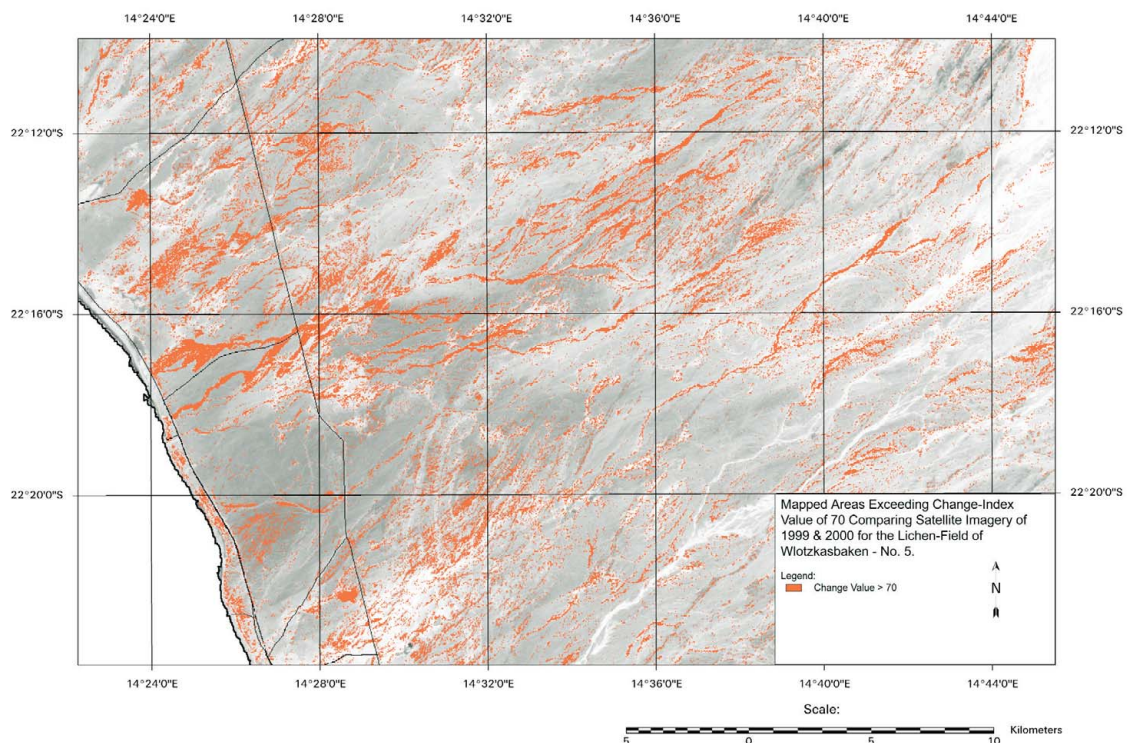 14°24'0"E 14°28'0"E 14°32'0"E 14°36'0"E 14°40'0"E 14°44'0"E
22°12'0"S 22°12'0"S
22°16'0"S 22°16'0"S
22°20'0"S 22°20'0"S
Mapped Areas Exceeding Change-Index
Value of 70 Comparing Satellite Imagery of
1999 & 2000 for the Lichen-Field of
Wlotzkasbaken - No. 5.
Legend:
Change Value > 70
N
14°24'0"E 14°28'0"E 14°32'0"E 14°36'0"E 14°40'0"E 14°44'0"E
Scale:
Kilometers
5 0 5 10